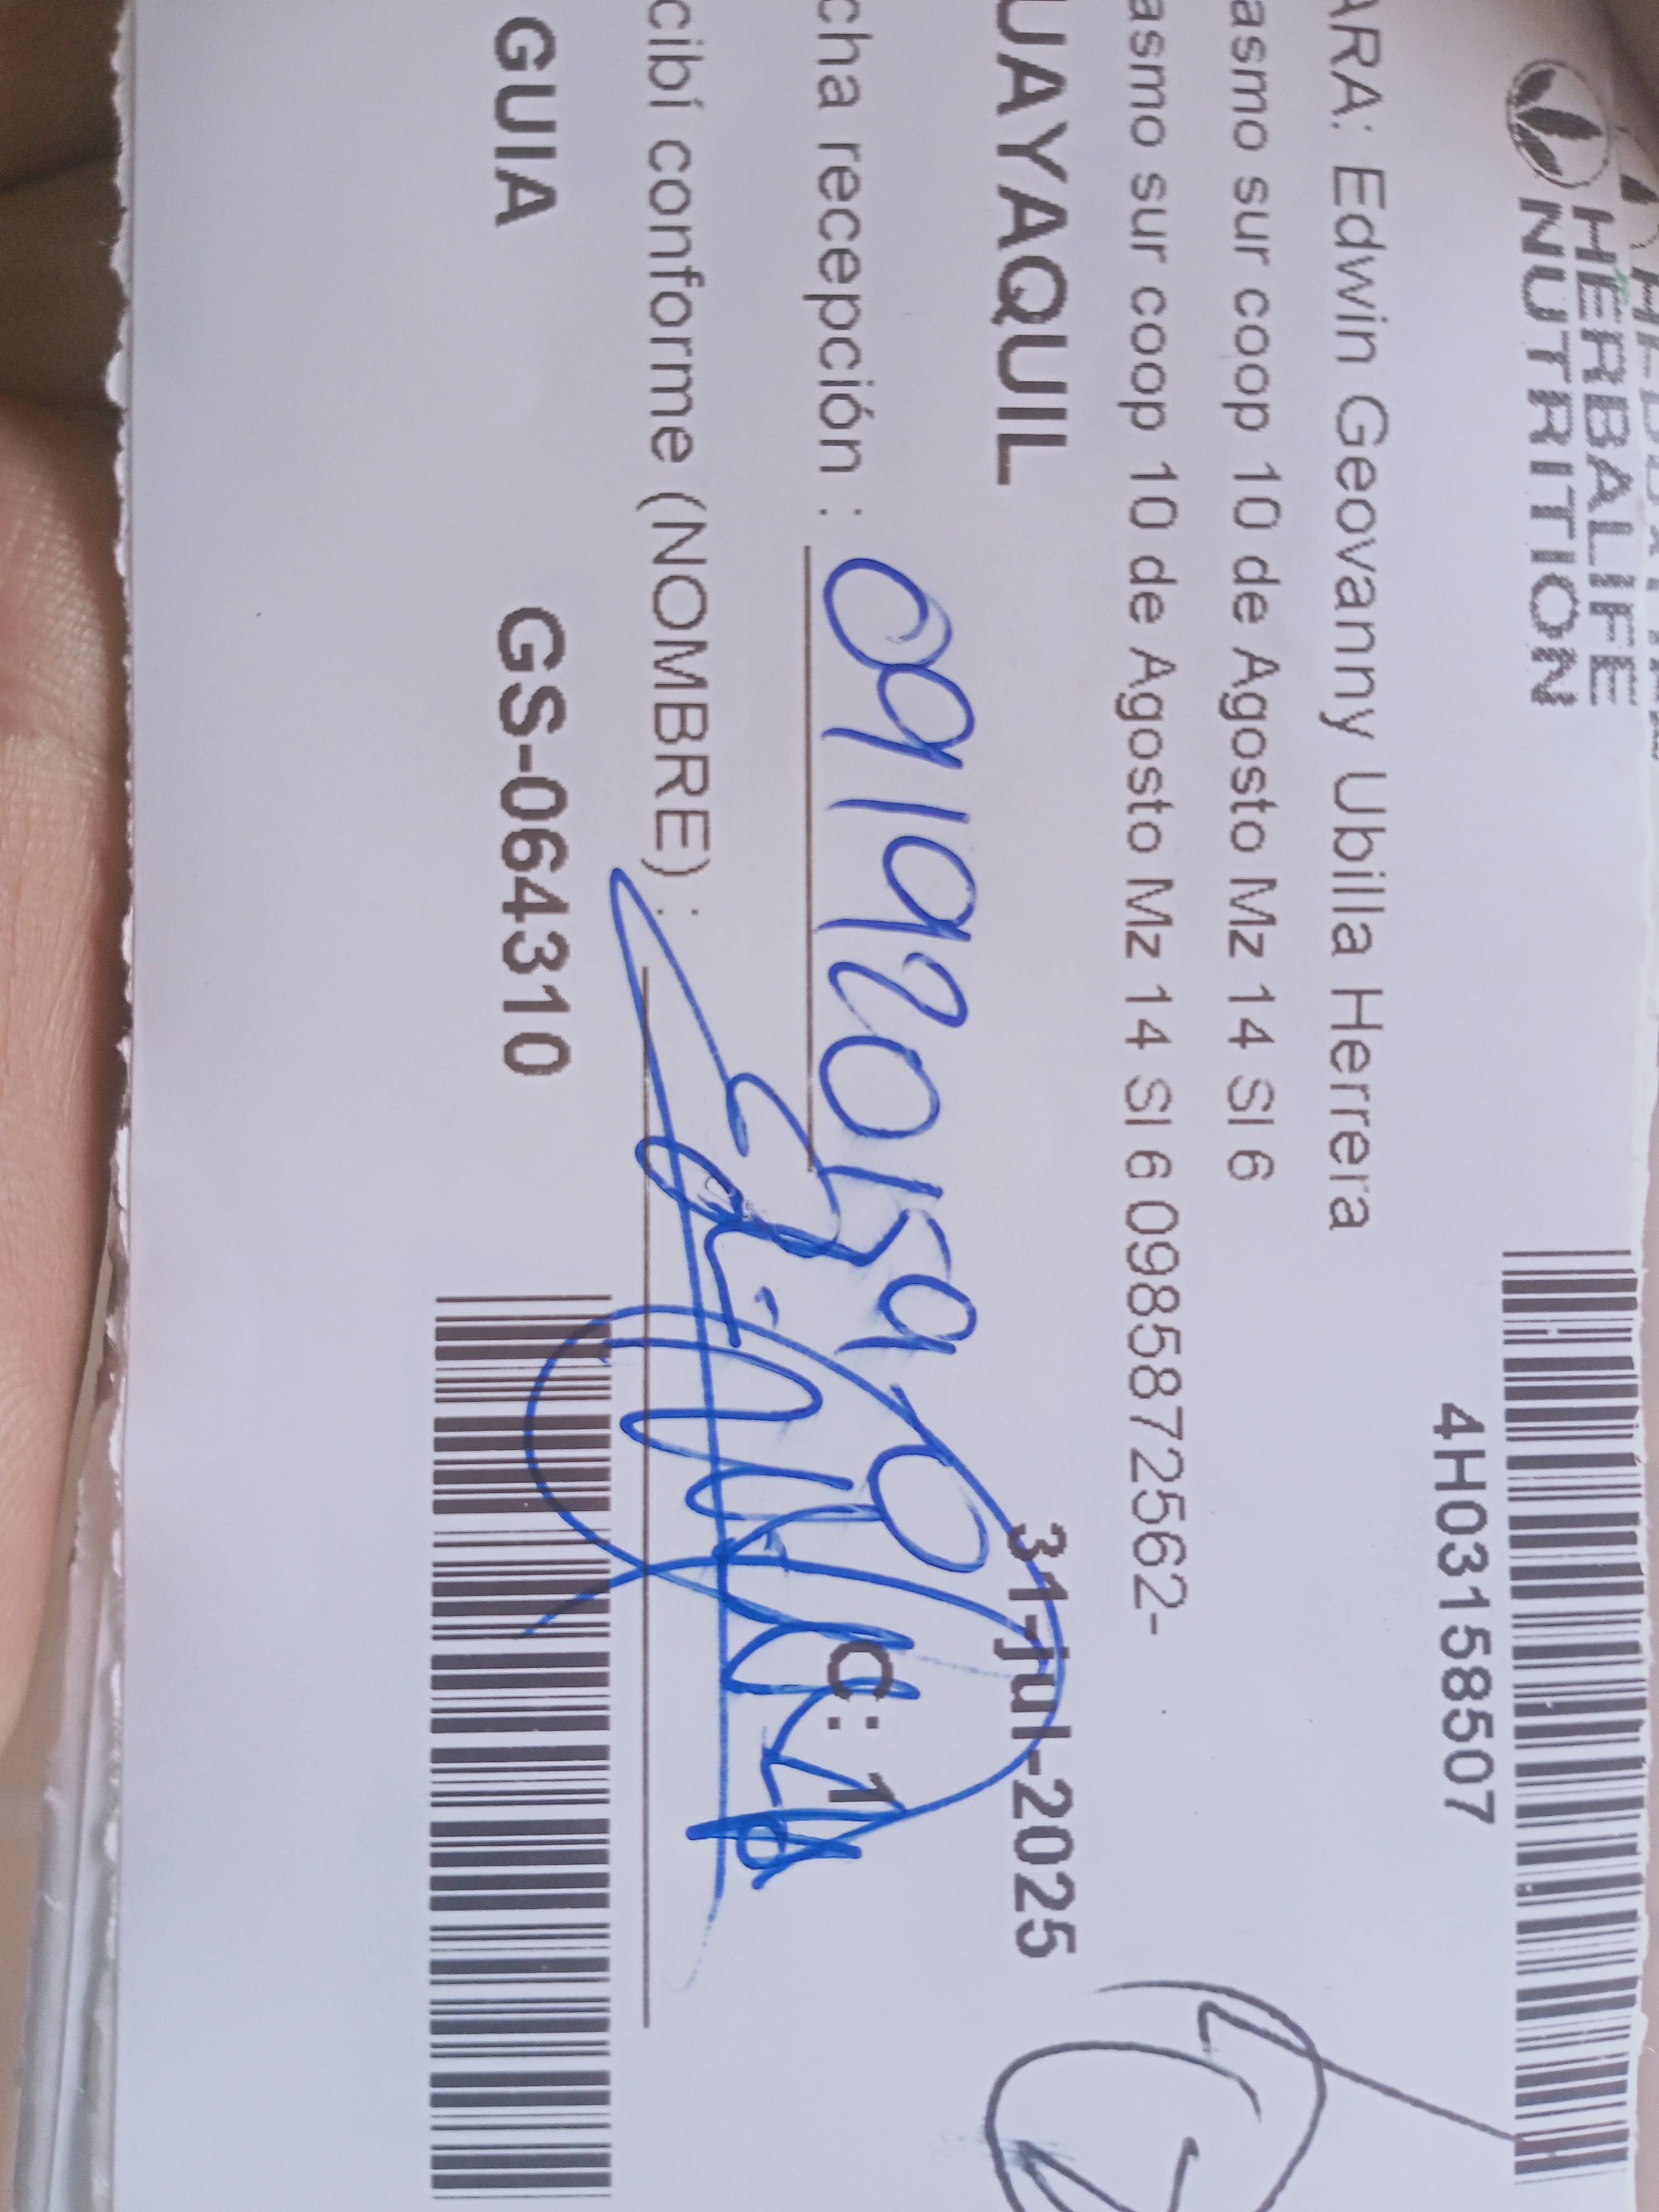 HERBALIFE
NUTRITION
4H03158507
ARA: Edwin Geovanny Ubilla Herrera
asmo sur coop 10 de Agosto Mz 14 Sl 6
asmo sur coop 10 de Agosto Mz 14 Sl 6 0985872562-
UAYAQUIL 31-jul-2025
cha recepción :
C: 1
cibí conforme (NOMBRE) :
GUIA GS-064310